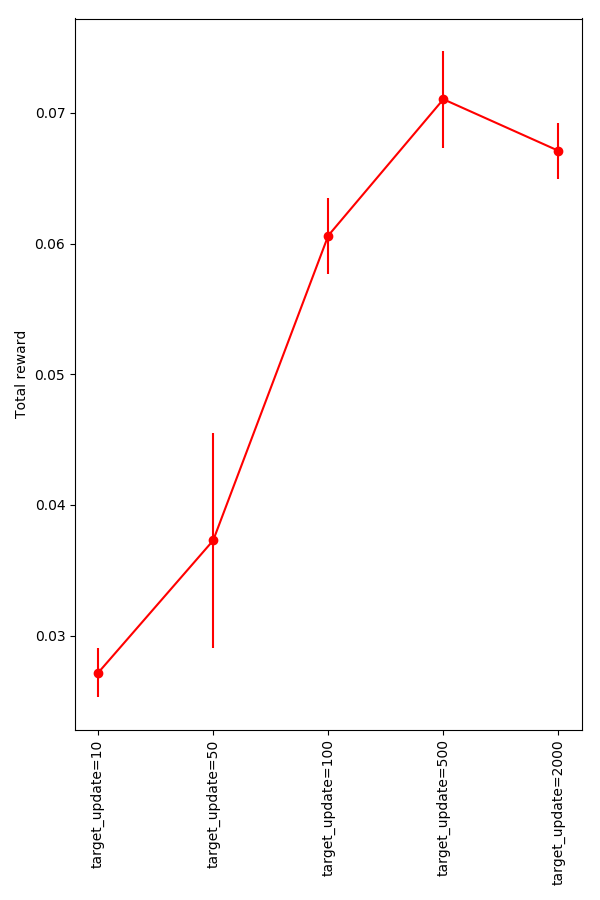 0.07
0.06
0.05
0.04
0.03
Total reward
target_update=10
target_update=50
target_update=100
target_update=500
target_update=2000